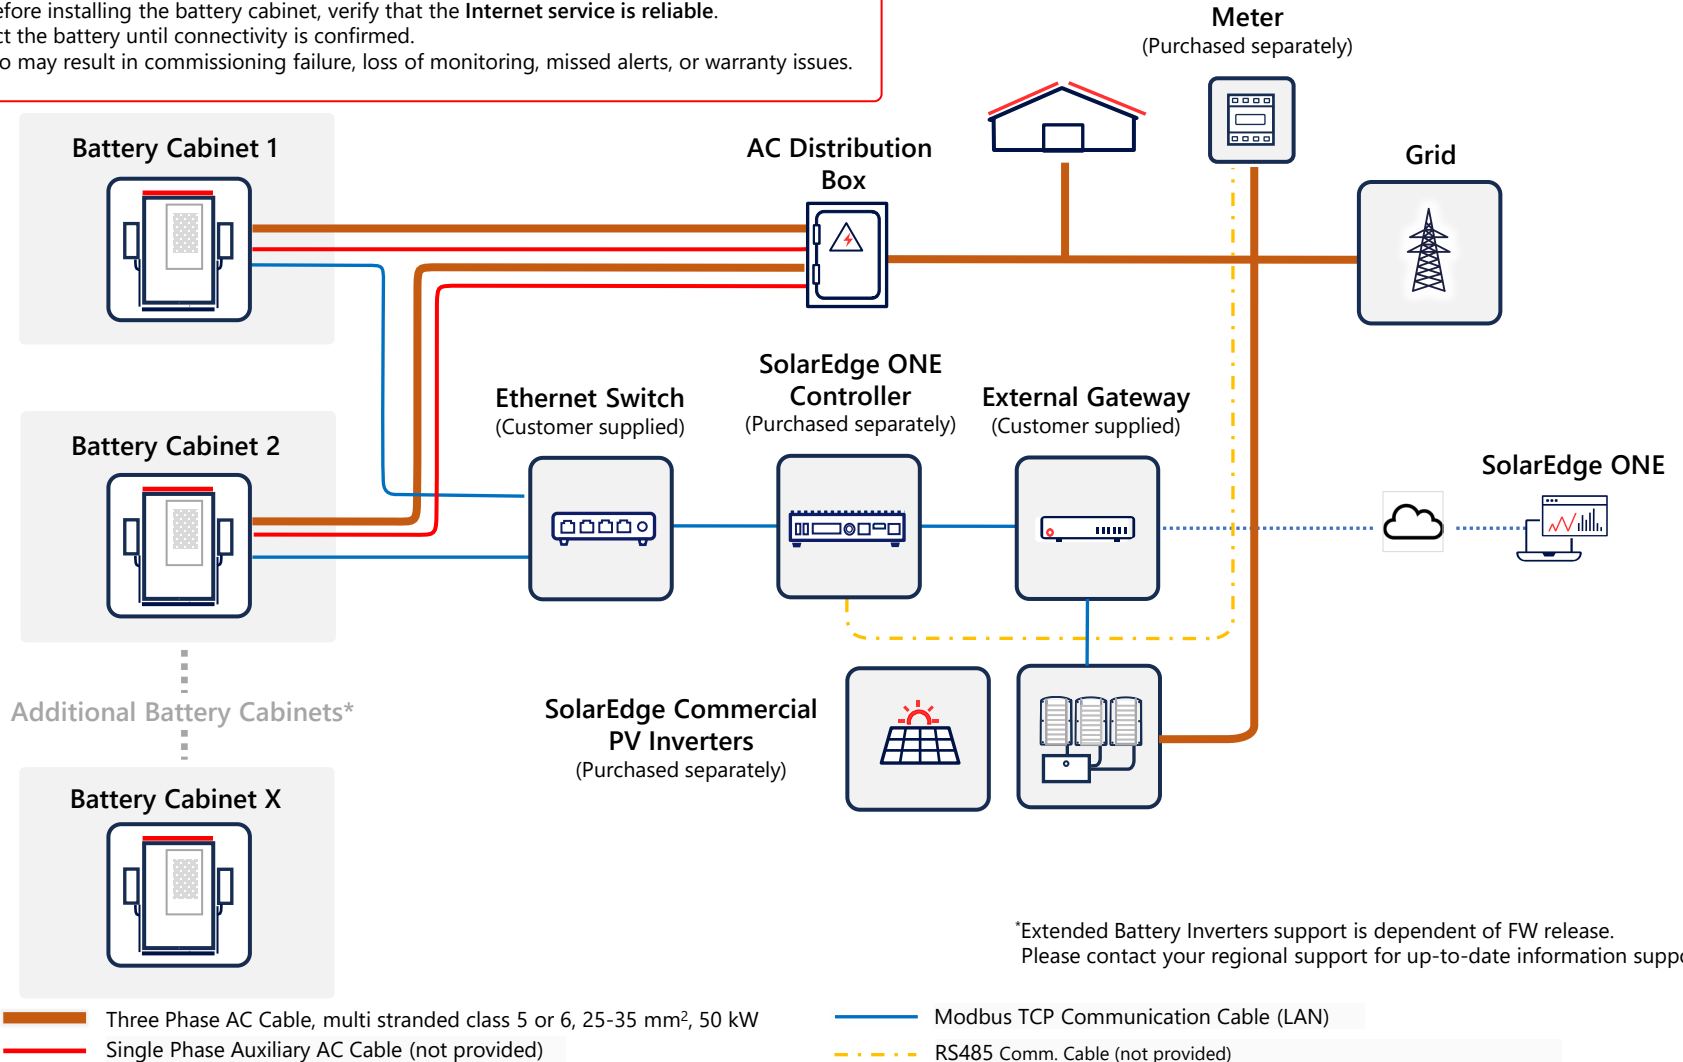 before installing the battery cabinet, verify that the Internet service is reliable.
the battery until connectivity is confirmed.
may result in commissioning failure, loss of monitoring, missed alerts, or warranty issues.
Meter
(Purchased separately)
Battery Cabinet 1
AC Distribution
Box
Grid
SolarEdge ONE
Controller
(Purchased separately)
Ethernet Switch
(Customer supplied)
External Gateway
(Customer supplied)
Battery Cabinet 2
SolarEdge ONE
Additional Battery Cabinets*
SolarEdge Commercial
PV Inverters
(Purchased separately)
Battery Cabinet X
*Extended Battery Inverters support is dependent of FW release.
Please contact your regional support for up-to-date information
Three Phase AC Cable, multi stranded class 5 or 6, 25-35 mm², 50 kW
Modbus TCP Communication Cable (LAN)
Single Phase Auxiliary AC Cable (not provided)
RS485 Comm. Cable (not provided)